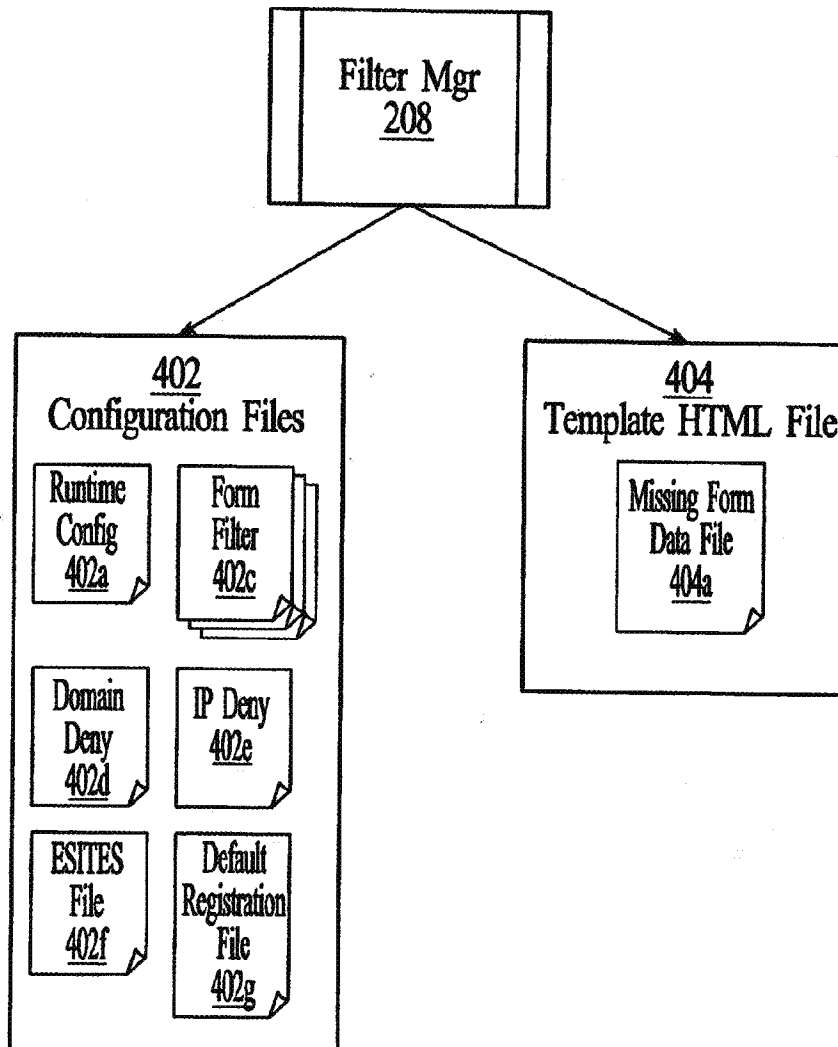 Filter Mgr
208
402
Configuration Files
Runtime
Config
402a
Form
Filter
402c
Domain
Deny
402d
IP Deny
402e
ESITES
File
402f
Default
Registration
File
402g
404
Template HTML File
Missing Form
Data File
404a